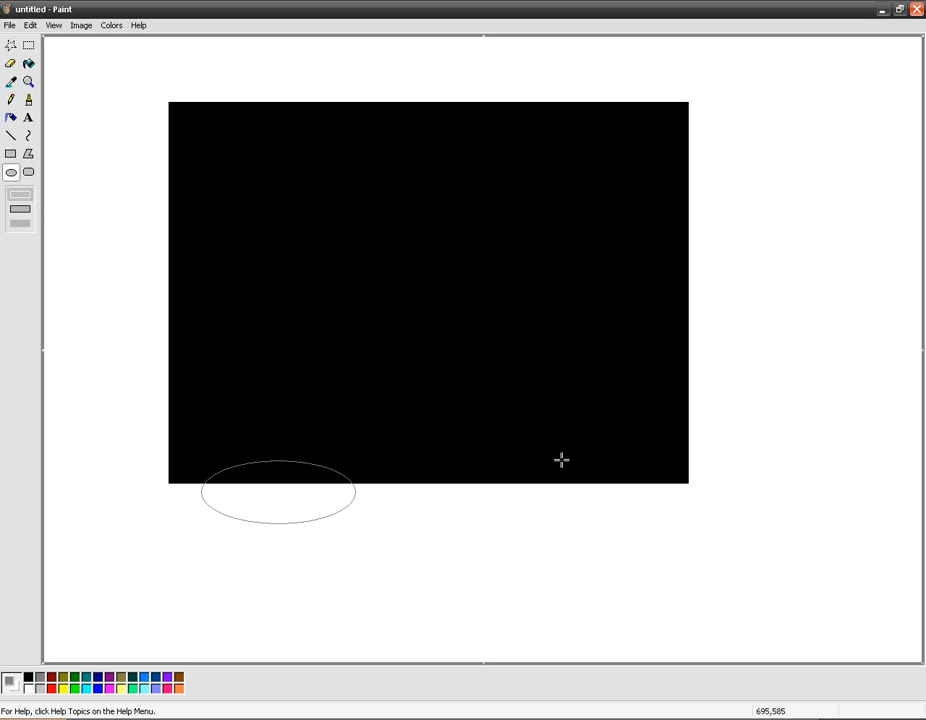 untitled - Paint
File Edit View Image Colors Help
A
For Help, click Help Topics on the Help Menu.
695,585